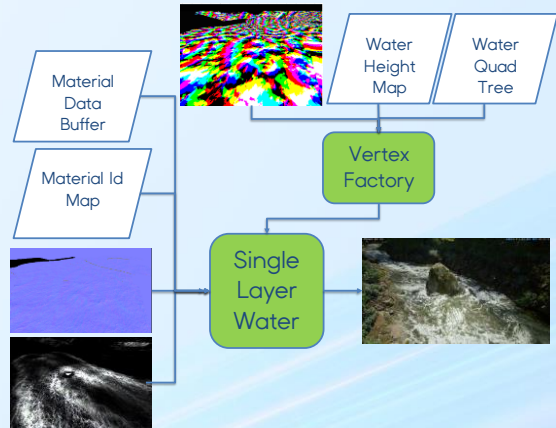 Material
Data
Buffer
Water
Height
Map
Water
Quad
Tree
Material Id
Map
Vertex
Factory
Single
Layer
Water